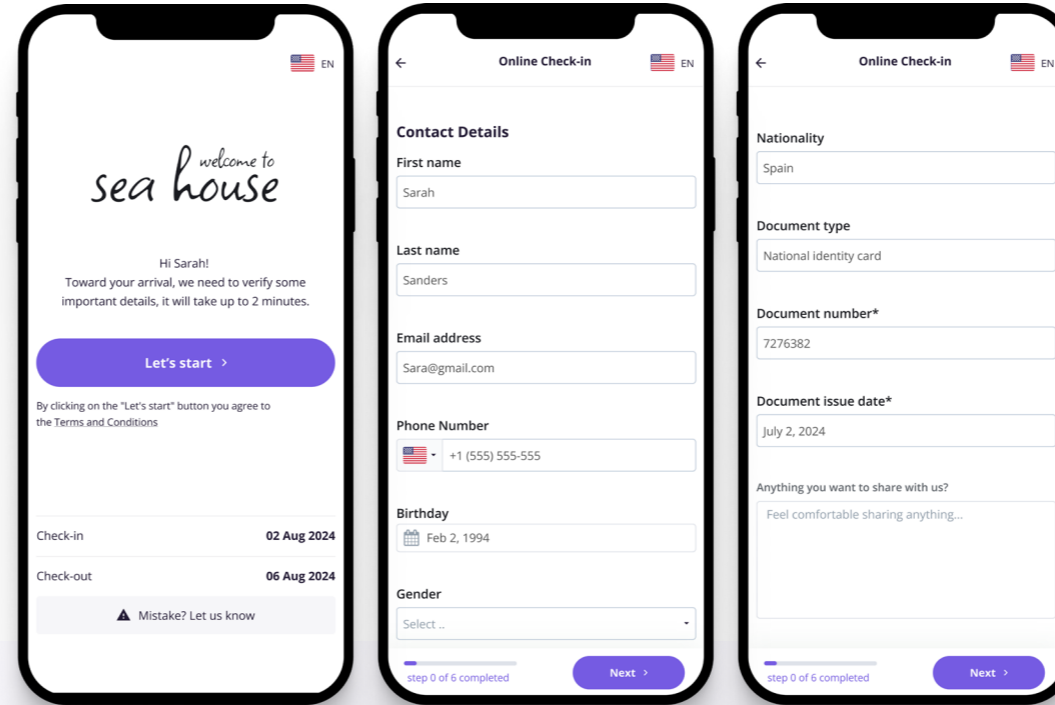 EN
welcome to
sea house
Hi Sarah!
Toward your arrival, we need to verify some
important details, it will take up to 2 minutes.
Let's start >
By clicking on the "Let's start" button you agree to
the Terms and Conditions
Check-in 02 Aug 2024
Check-out 06 Aug 2024
Mistake? Let us know
Online Check-in EN
Contact Details
First name
Sarah
Last name
Sanders
Email address
Sara@gmail.com
Phone Number
+1 (555) 555-555
Birthday
Feb 2, 1994
Gender
Select ..
step 0 of 6 completed
Next >
Online Check-in EN
Nationality
Spain
Document type
National identity card
Document number*
7276382
Document issue date*
July 2, 2024
Anything you want to share with us?
Feel comfortable sharing anything...
step 0 of 6 completed
Next >